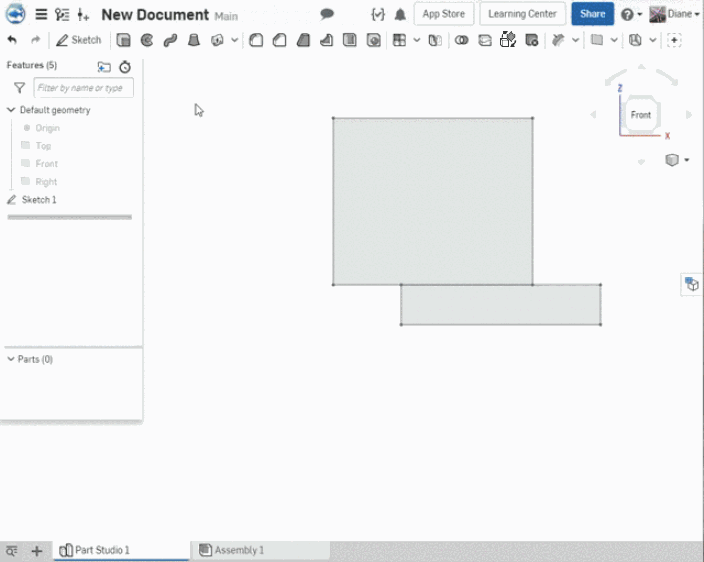 New Document Main
App Store
Learning Center
Share
Diane
Sketch
Features (5)
Filter by name or type
Default geometry
Origin
Top
Front
Right
Sketch 1
Parts (0)
Z
Front
X
Part Studio 1
Assembly 1